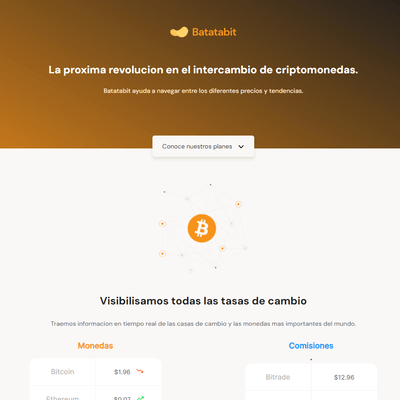 Batatabit
La proxima revolucion en el intercambio de criptomonedas.
Batatabit ayuda a navegar entre los diferentes precios y tendencias.
Conoce nuestros planes
Visibilisamos todas las tasas de cambio
Traemos informacion en tiempo real de las casas de cambio y las monedas mas importantes del mundo.
Monedas
Bitcoin $1.96
Ethereum $0.07
Comisiones
Bitrade $12.96